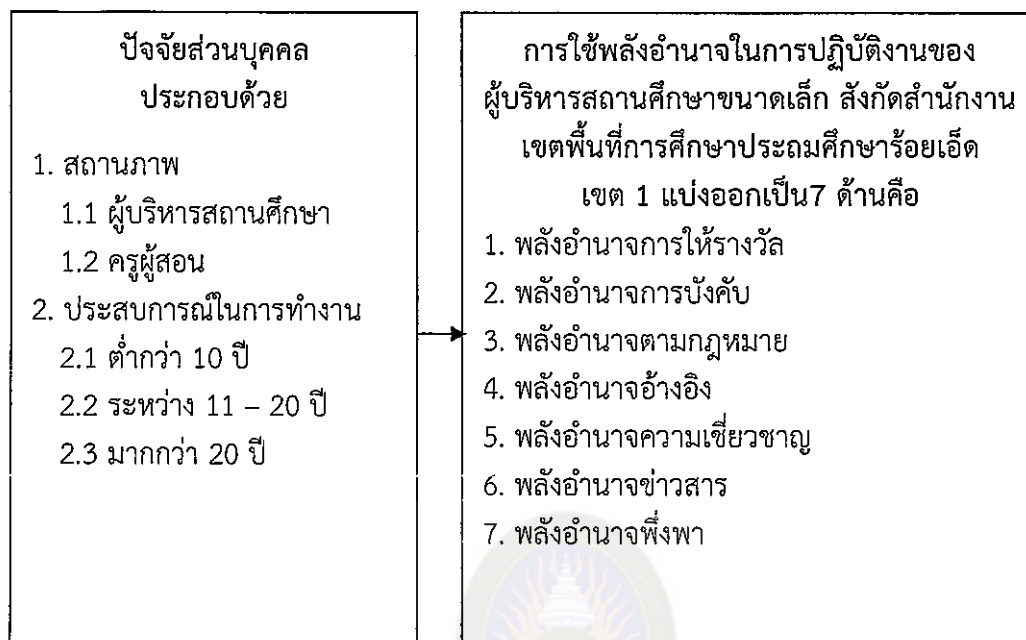 ปัจจัยส่วนบุคคล
ประกอบด้วย
1. สถานภาพ
1.1 ผู้บริหารสถานศึกษา
1.2 ครูผู้สอน
2. ประสบการณ์ในการทำงาน
2.1 ต่ำกว่า 10 ปี
2.2 ระหว่าง 11 – 20 ปี
2.3 มากกว่า 20 ปี
การใช้พลังอำนาจในการปฏิบัติงานของ
ผู้บริหารสถานศึกษาขนาดเล็ก สังกัดสำนักงาน
เขตพื้นที่การศึกษาประถมศึกษาร้อยเอ็ด
เขต 1 แบ่งออกเป็น7 ด้านคือ
1. พลังอำนาจการให้รางวัล
2. พลังอำนาจการบังคับ
3. พลังอำนาจตามกฎหมาย
4. พลังอำนาจอ้างอิง
5. พลังอำนาจความเชี่ยวชาญ
6. พลังอำนาจข่าวสาร
7. พลังอำนาจพึ่งพา